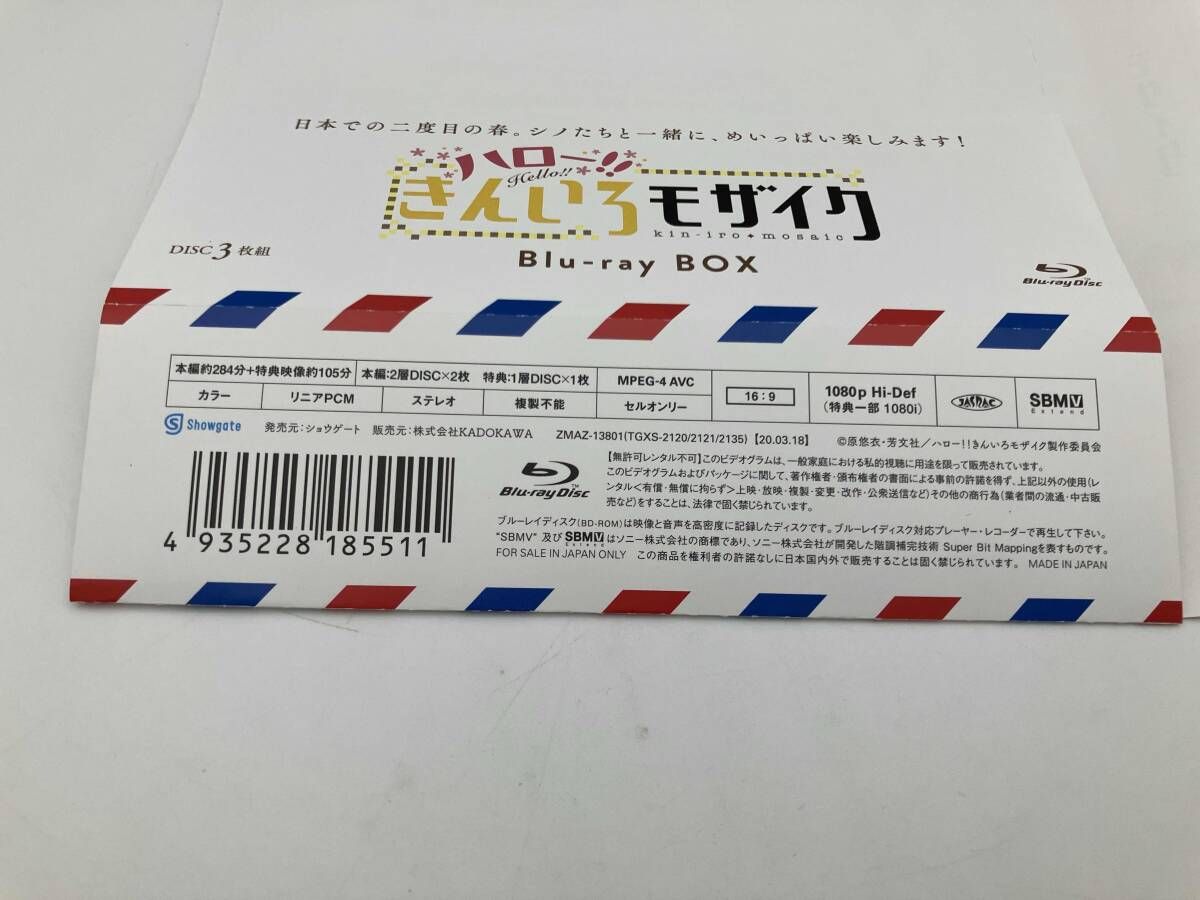 日本での二度目の春。シノたちと一緒に、めいっぱい楽しみます!
ハロー!!
Hello!!
きんいろモザイク
kin-iro mosaic
DISC3枚組
Blu-ray BOX
Blu-ray Disc
本編約284分+特典映像約105分 本編:2層DISC×2枚 特典:1層DISC×1枚 MPEG-4 AVC 16:9 1080p Hi-Def (特典一部 1080i) JASRAC SBMV Extend
カラー リニアPCM ステレオ 複製不能 セルオンリー
Showgate 発売元:ショウゲート 販売元:株式会社KADOKAWA ZMAZ-13801(TGXS-2120/2121/2135)【20.03.18】 ©原悠衣・芳文社/ハロー!!きんいろモザイク製作委員会
Blu-ray Disc
【無許可レンタル不可】このビデオグラムは、一般家庭における私的視聴に用途を限って販売されています。
このビデオグラムおよびパッケージに関して、著作権者・頒布権者の書面による事前の許諾を得ず、上記以外の使用(レ
ンタル<有償・無償に拘らず>上映・放映・複製・変更・改作・公衆送信など)その他の商行為(業者間の流通・中古販
売など)をすることは、法律で固く禁じられています。
ブルーレイディスク(BD-ROM)は映像と音声を高密度に記録したディスクです。ブルーレイディスク対応プレーヤー・レコーダーで再生して下さい。
"SBMV" 及び SBMV Extend はソニー株式会社の商標であり、ソニー株式会社が開発した階調補完技術 Super Bit Mappingを表すものです。
FOR SALE IN JAPAN ONLY この商品を権利者の許諾なしに日本国内外で販売することは固く禁じられています。 MADE IN JAPAN
4 935228 185511